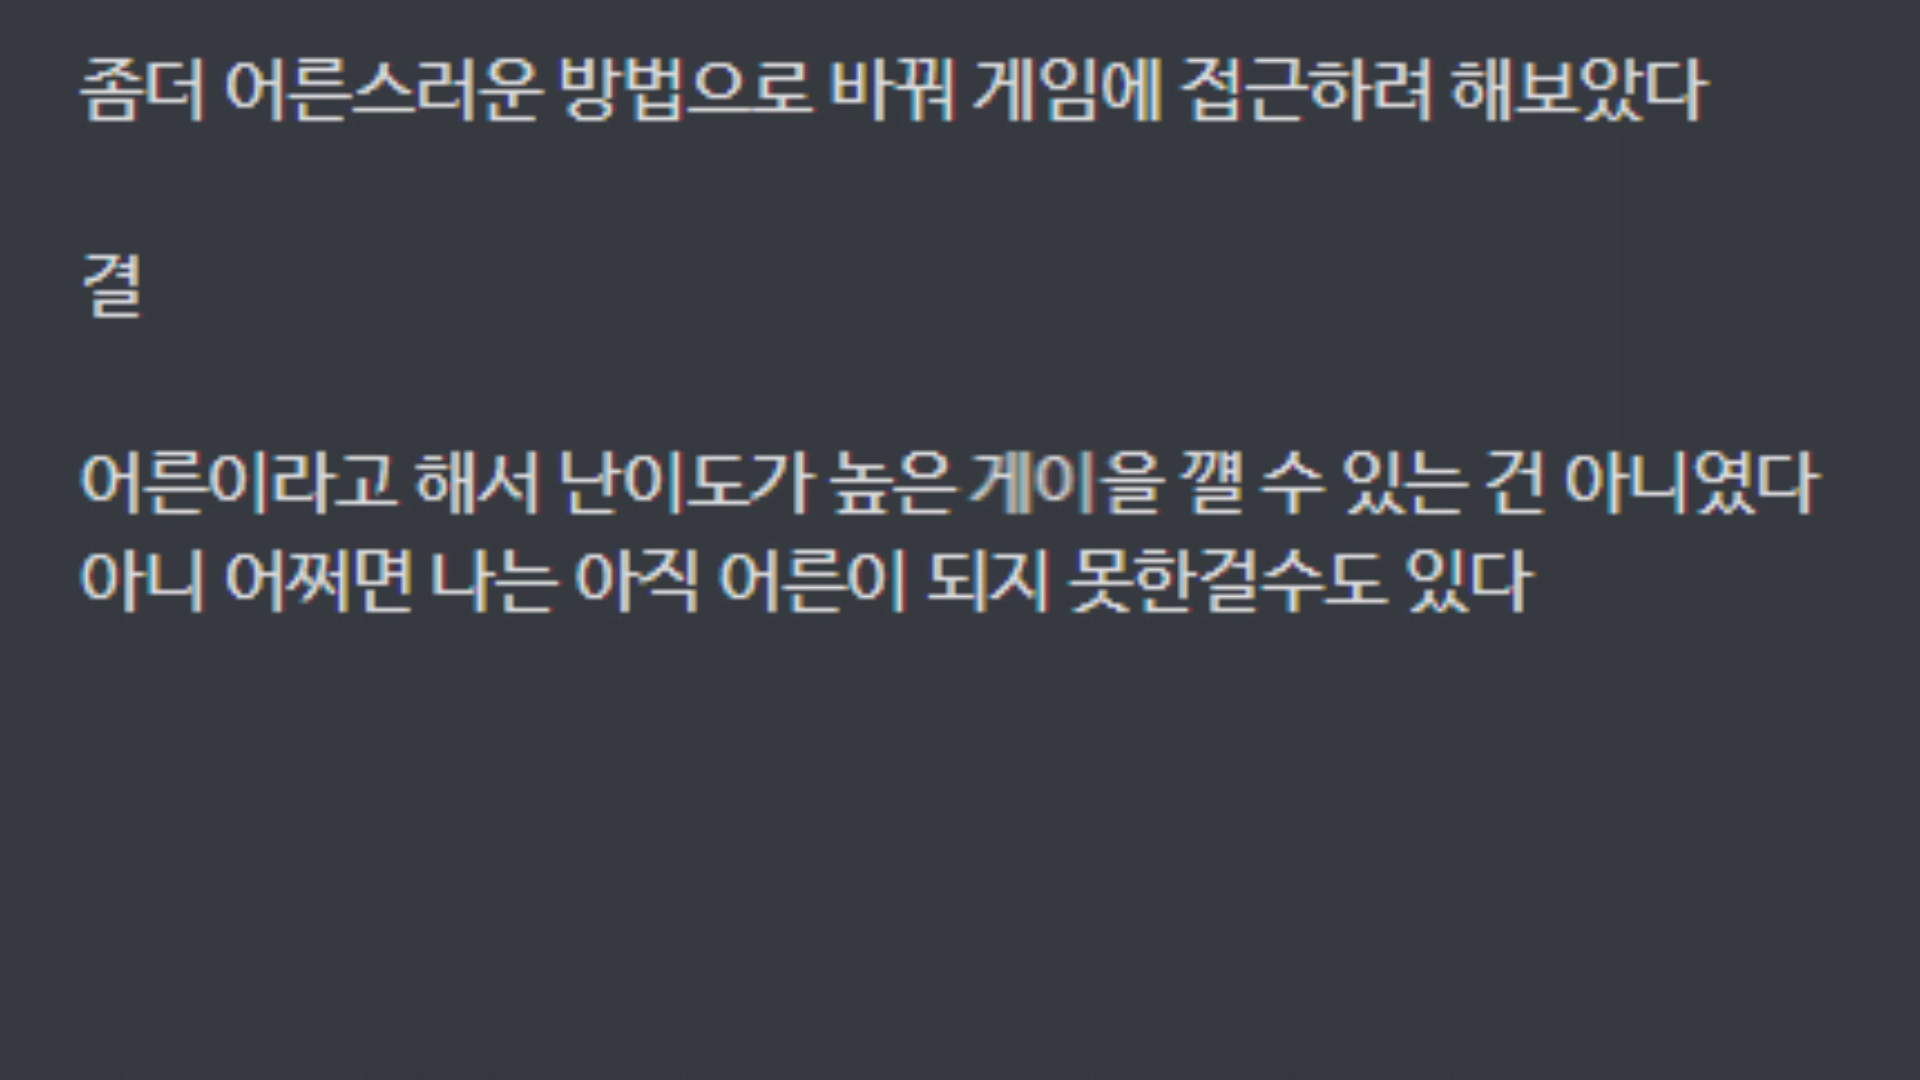 좀더 어른스러운 방법으로 바꿔 게임에 접근하려 해보았다
결
어른이라고 해서 난이도가 높은 게이을 꺨 수 있는 건 아니였다
아니 어쩌면 나는 아직 어른이 되지 못한걸수도 있다